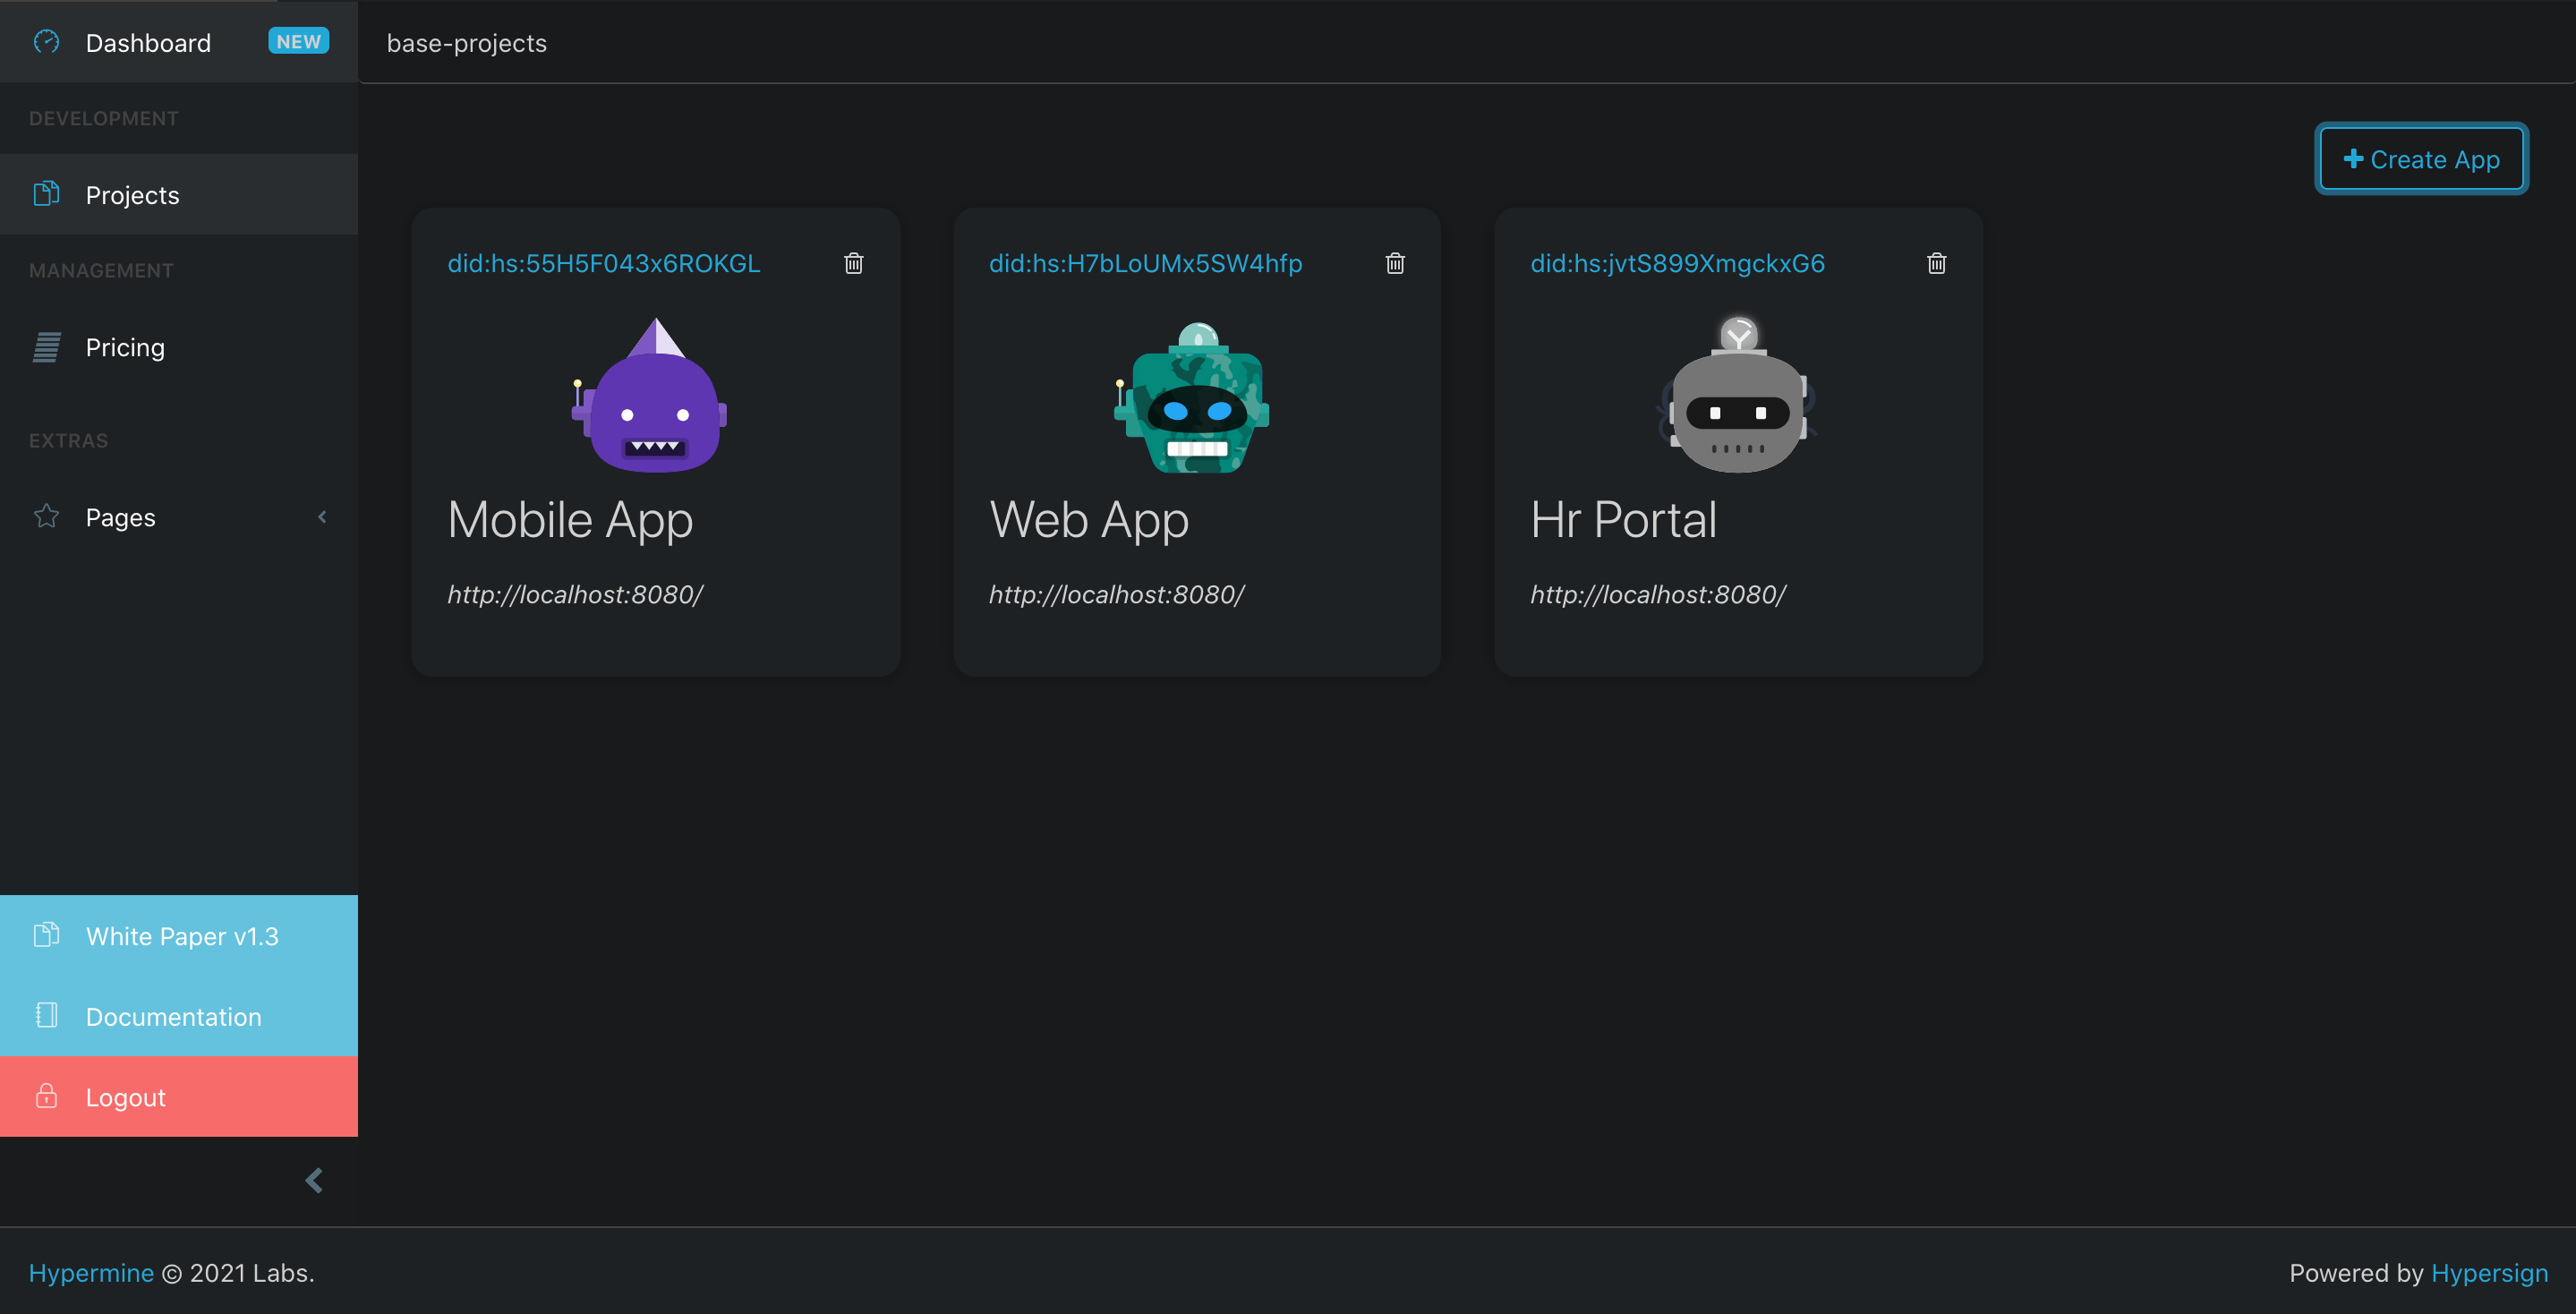 Dashboard NEW
base-projects
DEVELOPMENT
Projects
MANAGEMENT
Pricing
EXTRAS
Pages
White Paper v1.3
Documentation
Logout
Create App
did:hs:55H5F043x6ROKGL
Mobile App
http://localhost:8080/
did:hs:H7bLoUMx5SW4hfp
Web App
http://localhost:8080/
did:hs:jvtS899XmgckxG6
Hr Portal
http://localhost:8080/
Hypermine © 2021 Labs.
Powered by Hypersign